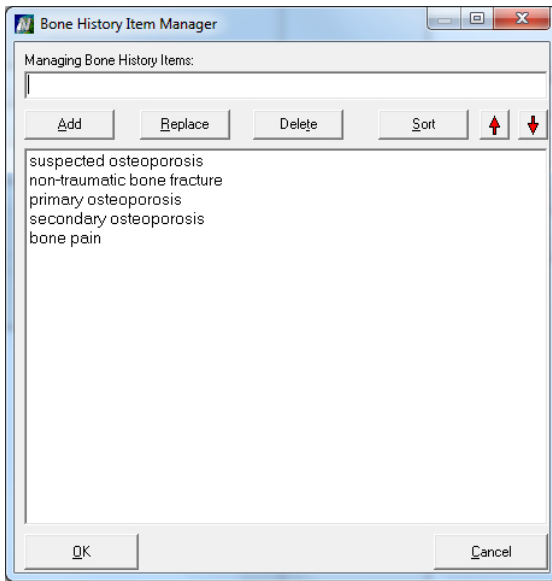 Bone History Item Manager
Managing Bone History Items:
Add Replace Delete Sort
suspected osteoporosis
non-traumatic bone fracture
primary osteoporosis
secondary osteoporosis
bone pain
OK Cancel